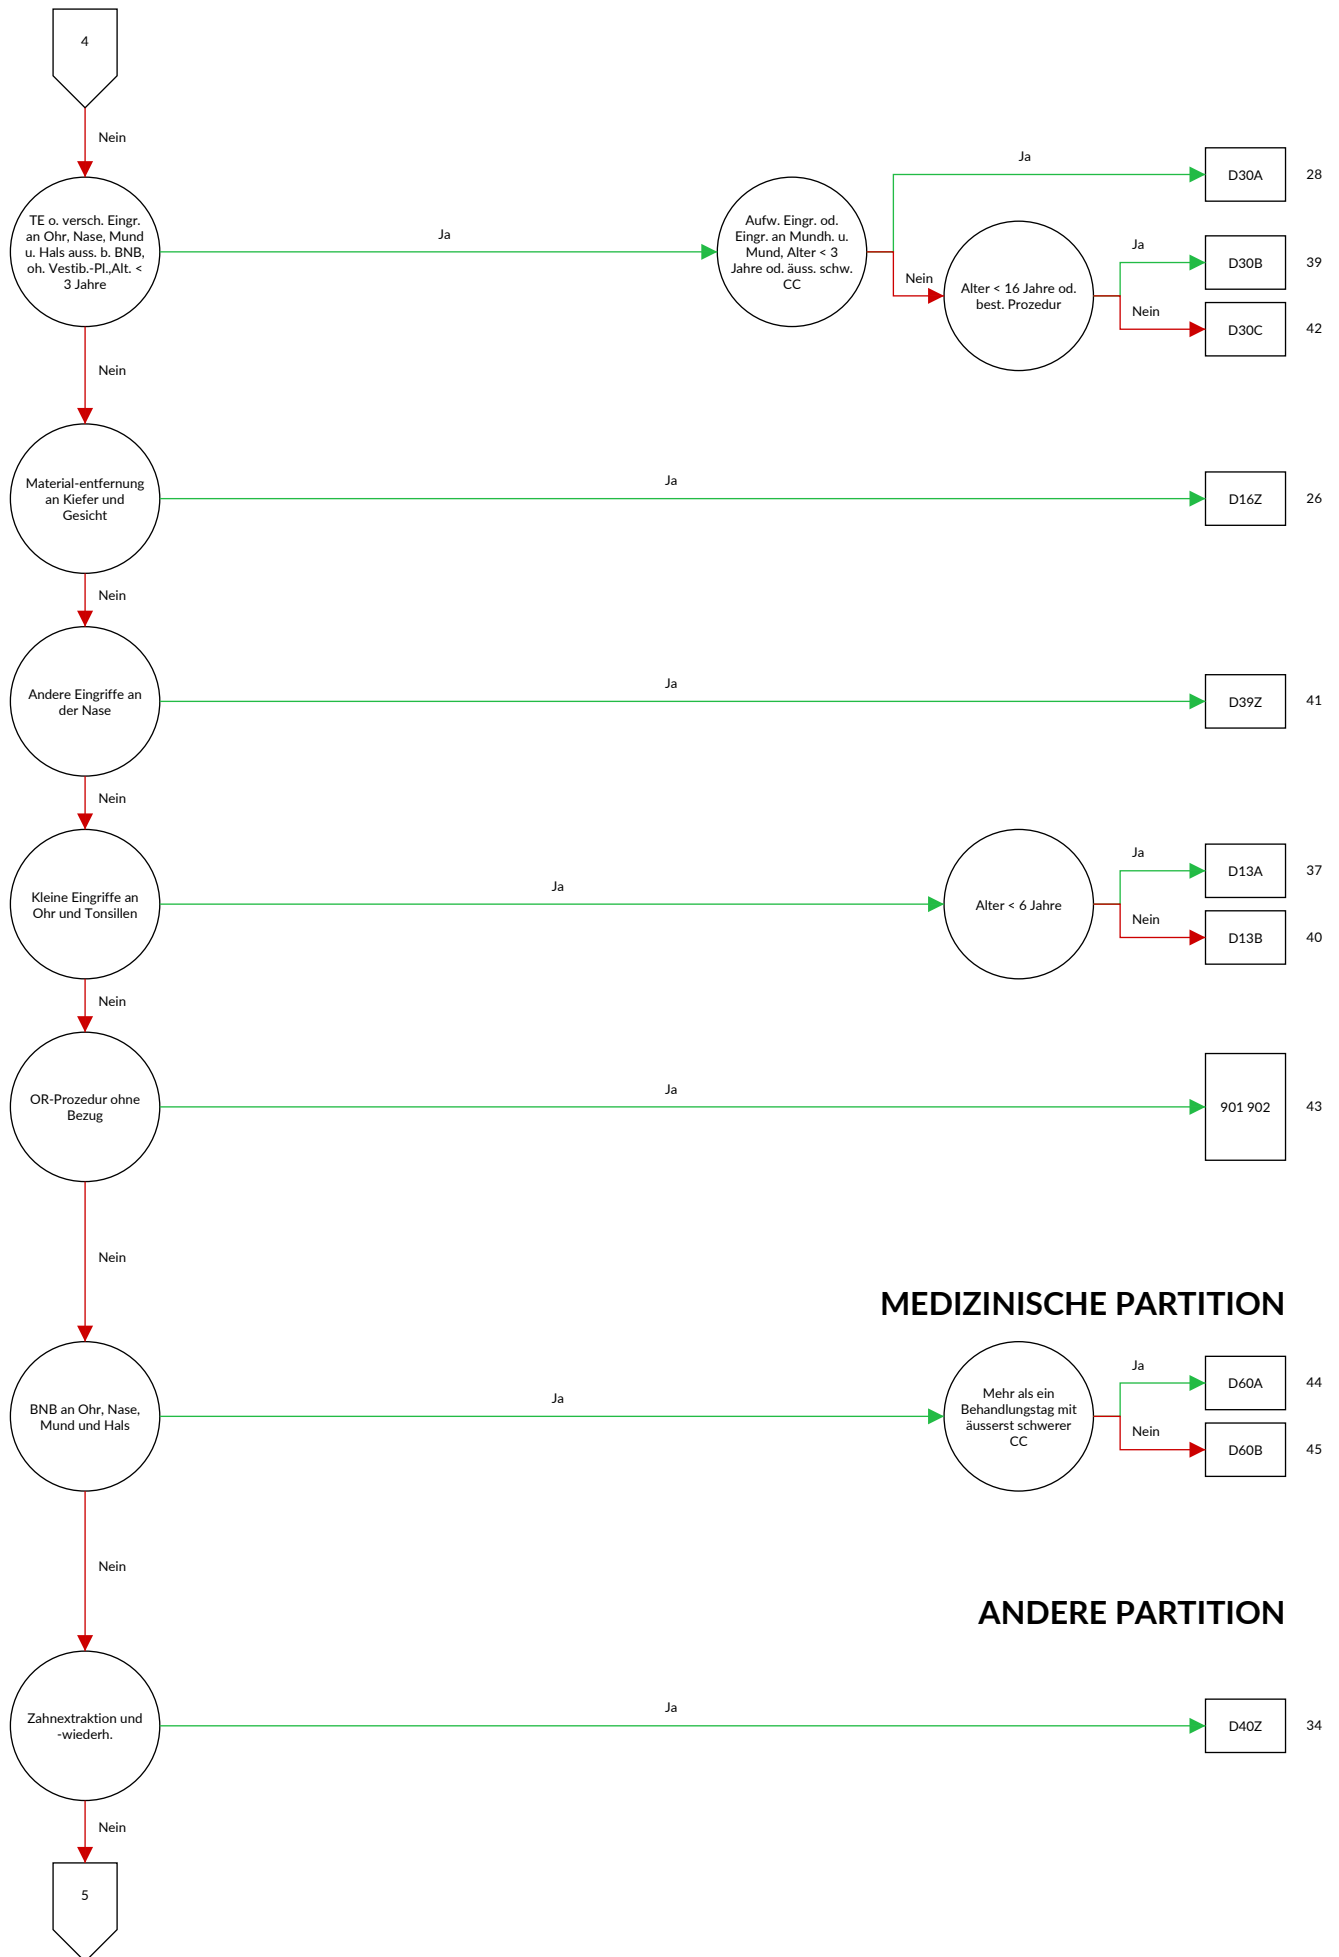 4
Nein
TE o. versch. Eingr.
an Ohr, Nase, Mund
u. Hals auss. b. BNB,
oh. Vestib.-Pl.,Alt. <
3 Jahre
Ja
Aufw. Eingr. od.
Eingr. an Mundh. u.
Mund, Alter < 3
Jahre od. äuss. schw.
CC
Ja
D30A 28
Nein
Alter < 16 Jahre od.
best. Prozedur
Ja
D30B 39
Nein
D30C 42
Nein
Material-entfernung
an Kiefer und
Gesicht
Ja
D16Z 26
Nein
Andere Eingriffe an
der Nase
Ja
D39Z 41
Nein
Kleine Eingriffe an
Ohr und Tonsillen
Ja
Alter < 6 Jahre
Ja
D13A 37
Nein
D13B 40
Nein
OR-Prozedur ohne
Bezug
Ja
901 902 43
Nein
MEDIZINISCHE PARTITION
BNB an Ohr, Nase,
Mund und Hals
Ja
Mehr als ein
Behandlungstag mit
äusserst schwerer
CC
Ja
D60A 44
Nein
D60B 45
Nein
ANDERE PARTITION
Zahnextraktion und
-wiederh.
Ja
D40Z 34
Nein
5